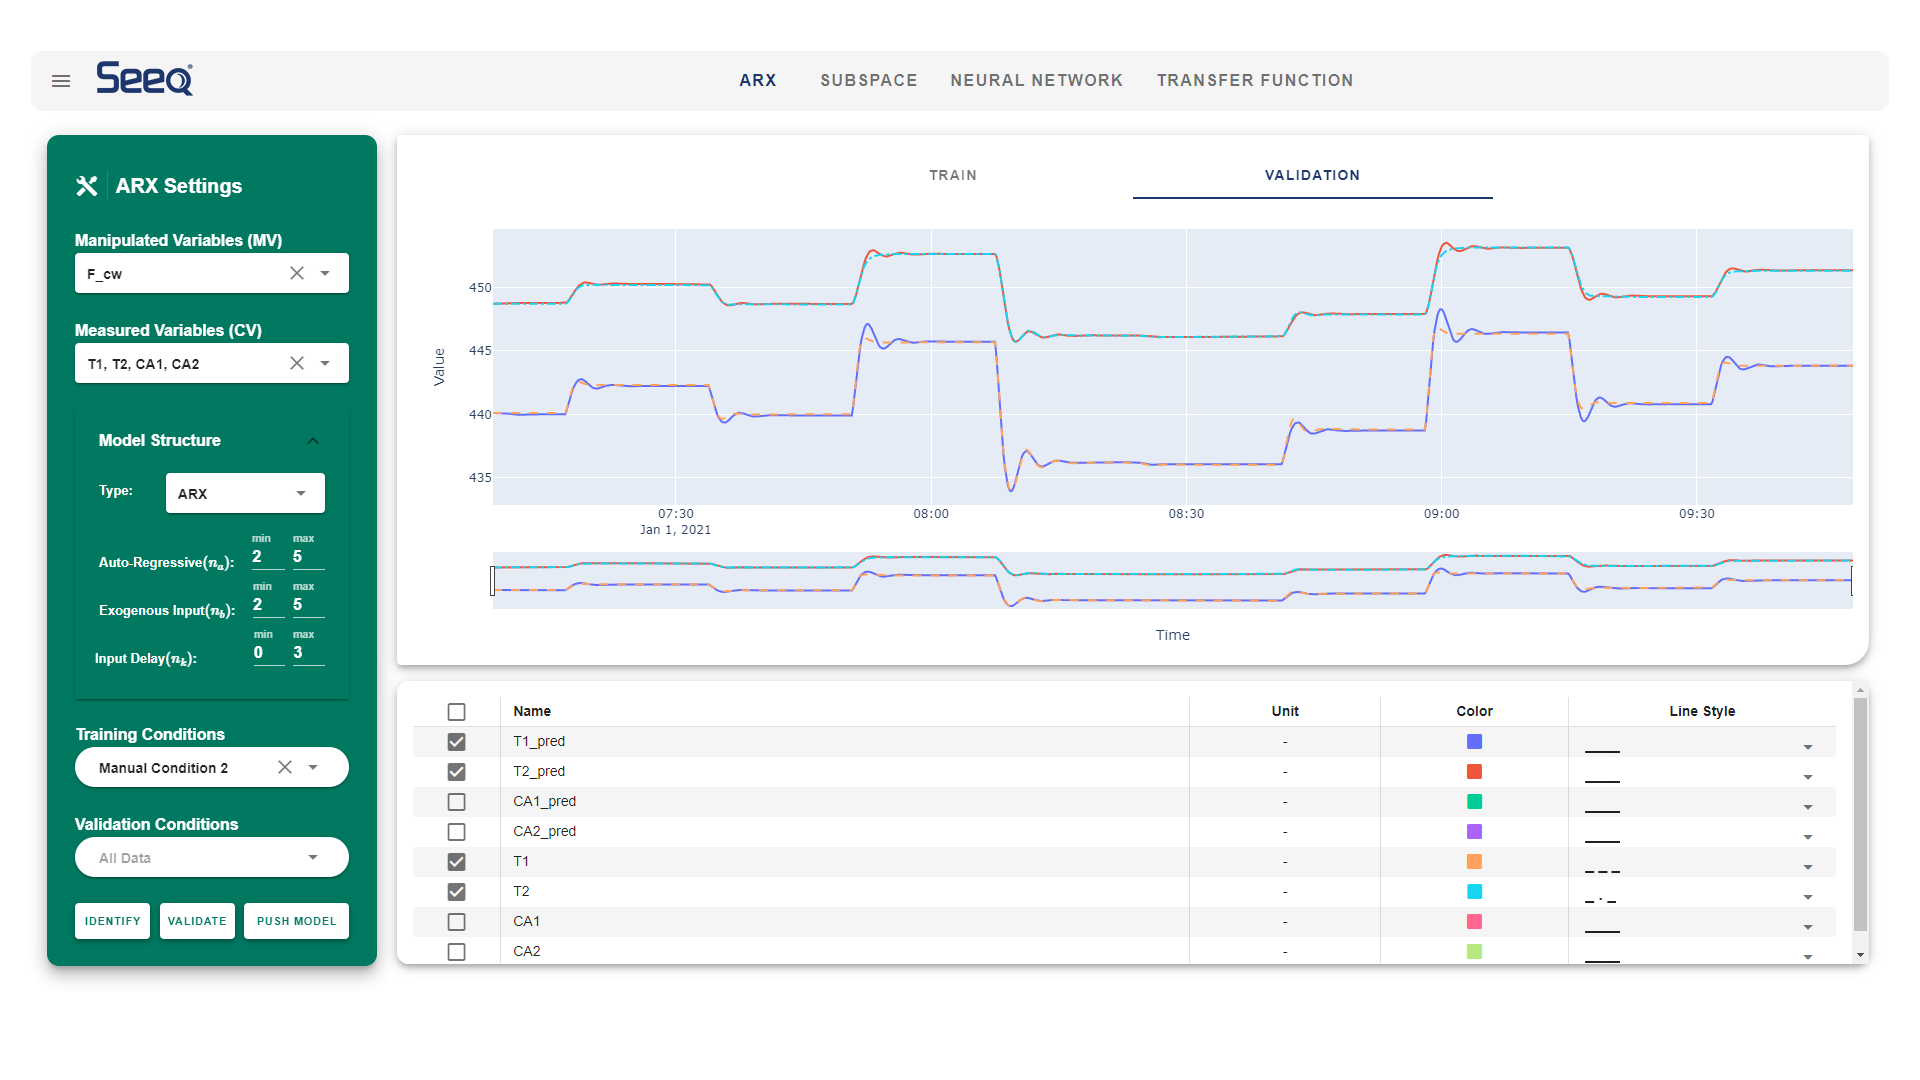 Seeq®
ARX SUBSPACE NEURAL NETWORK TRANSFER FUNCTION
ARX Settings
Manipulated Variables (MV)
F_cw
Measured Variables (CV)
T1, T2, CA1, CA2
Model Structure
Type: ARX
min max
Auto-Regressive(nₐ): 2 5
min max
Exogenous Input(n_b): 2 5
min max
Input Delay(nₖ): 0 3
Training Conditions
Manual Condition 2
Validation Conditions
All Data
IDENTIFY VALIDATE PUSH MODEL
TRAIN VALIDATION
Value
450
445
440
435
07:30 08:00 08:30 09:00 09:30
Jan 1, 2021
Time
Name Unit Color Line Style
T1_pred -
T2_pred -
CA1_pred -
CA2_pred -
T1 -
T2 -
CA1 -
CA2 -